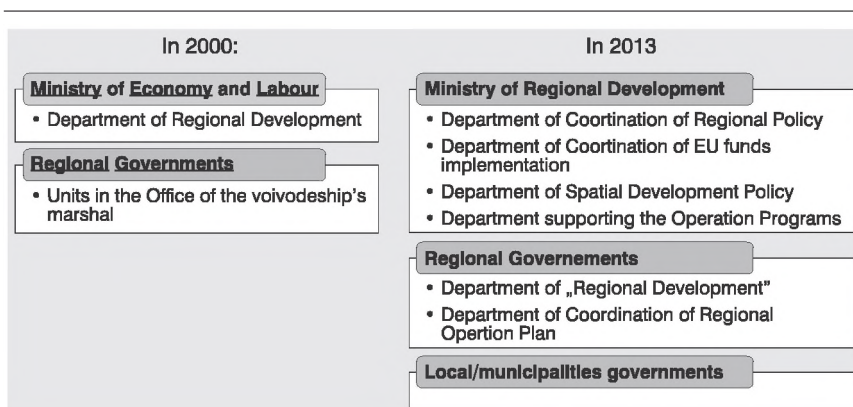 In 2000:
Ministry of Economy and Labour
• Department of Regional Development
Regional Governments
• Units in the Office of the voivodeship's
marshal
In 2013
Ministry of Regional Development
• Department of Coortination of Regional Policy
• Department of Coortination of EU funds
implementation
• Department of Spatial Development Policy
• Department supporting the Operation Programs
Regional Governements
• Department of „Regional Development”
• Department of Coordination of Regional
Opertion Plan
Local/municipalities governments